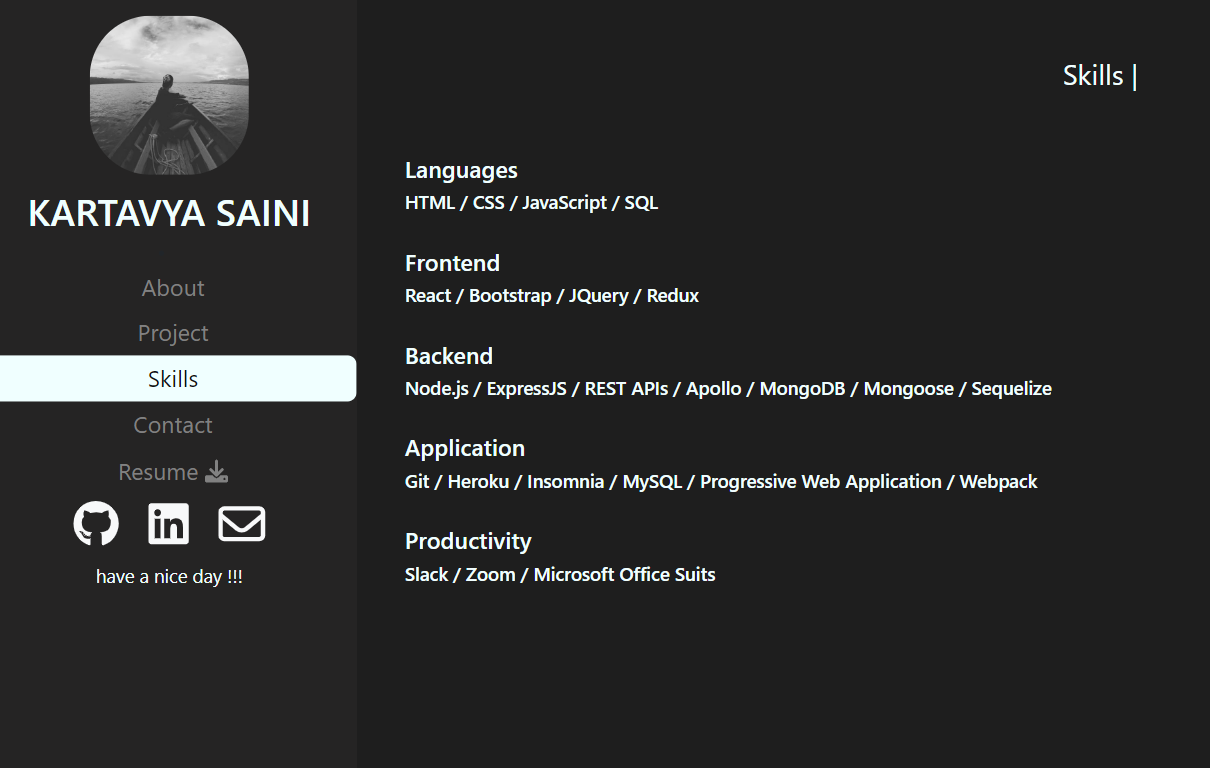 KARTAVYA SAINI
About
Project
Skills
Contact
Resume
in
have a nice day !!!
Skills |
Languages
HTML / CSS / JavaScript / SQL
Frontend
React / Bootstrap / JQuery / Redux
Backend
Node.js / ExpressJS / REST APIs / Apollo / MongoDB / Mongoose / Sequelize
Application
Git / Heroku / Insomnia / MySQL / Progressive Web Application / Webpack
Productivity
Slack / Zoom / Microsoft Office Suits